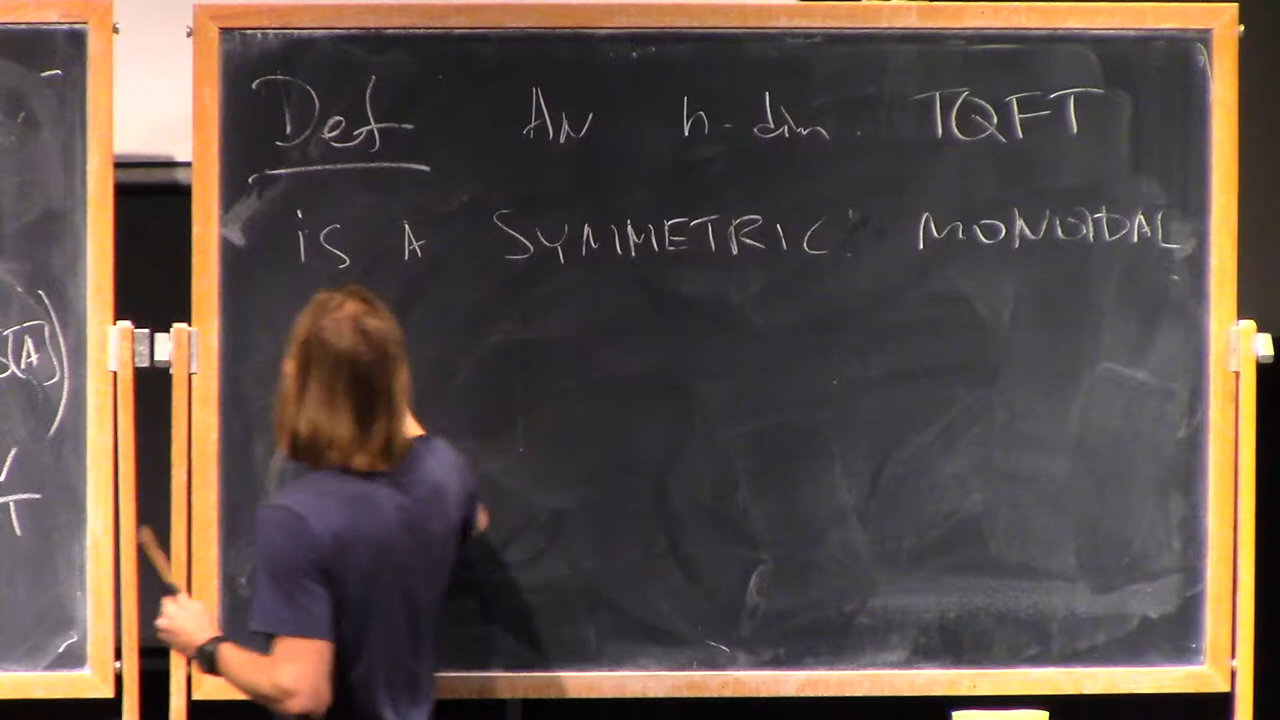 Def An n-dim. TQFT
is A SYMMETRIC MONOIDAL
[A])